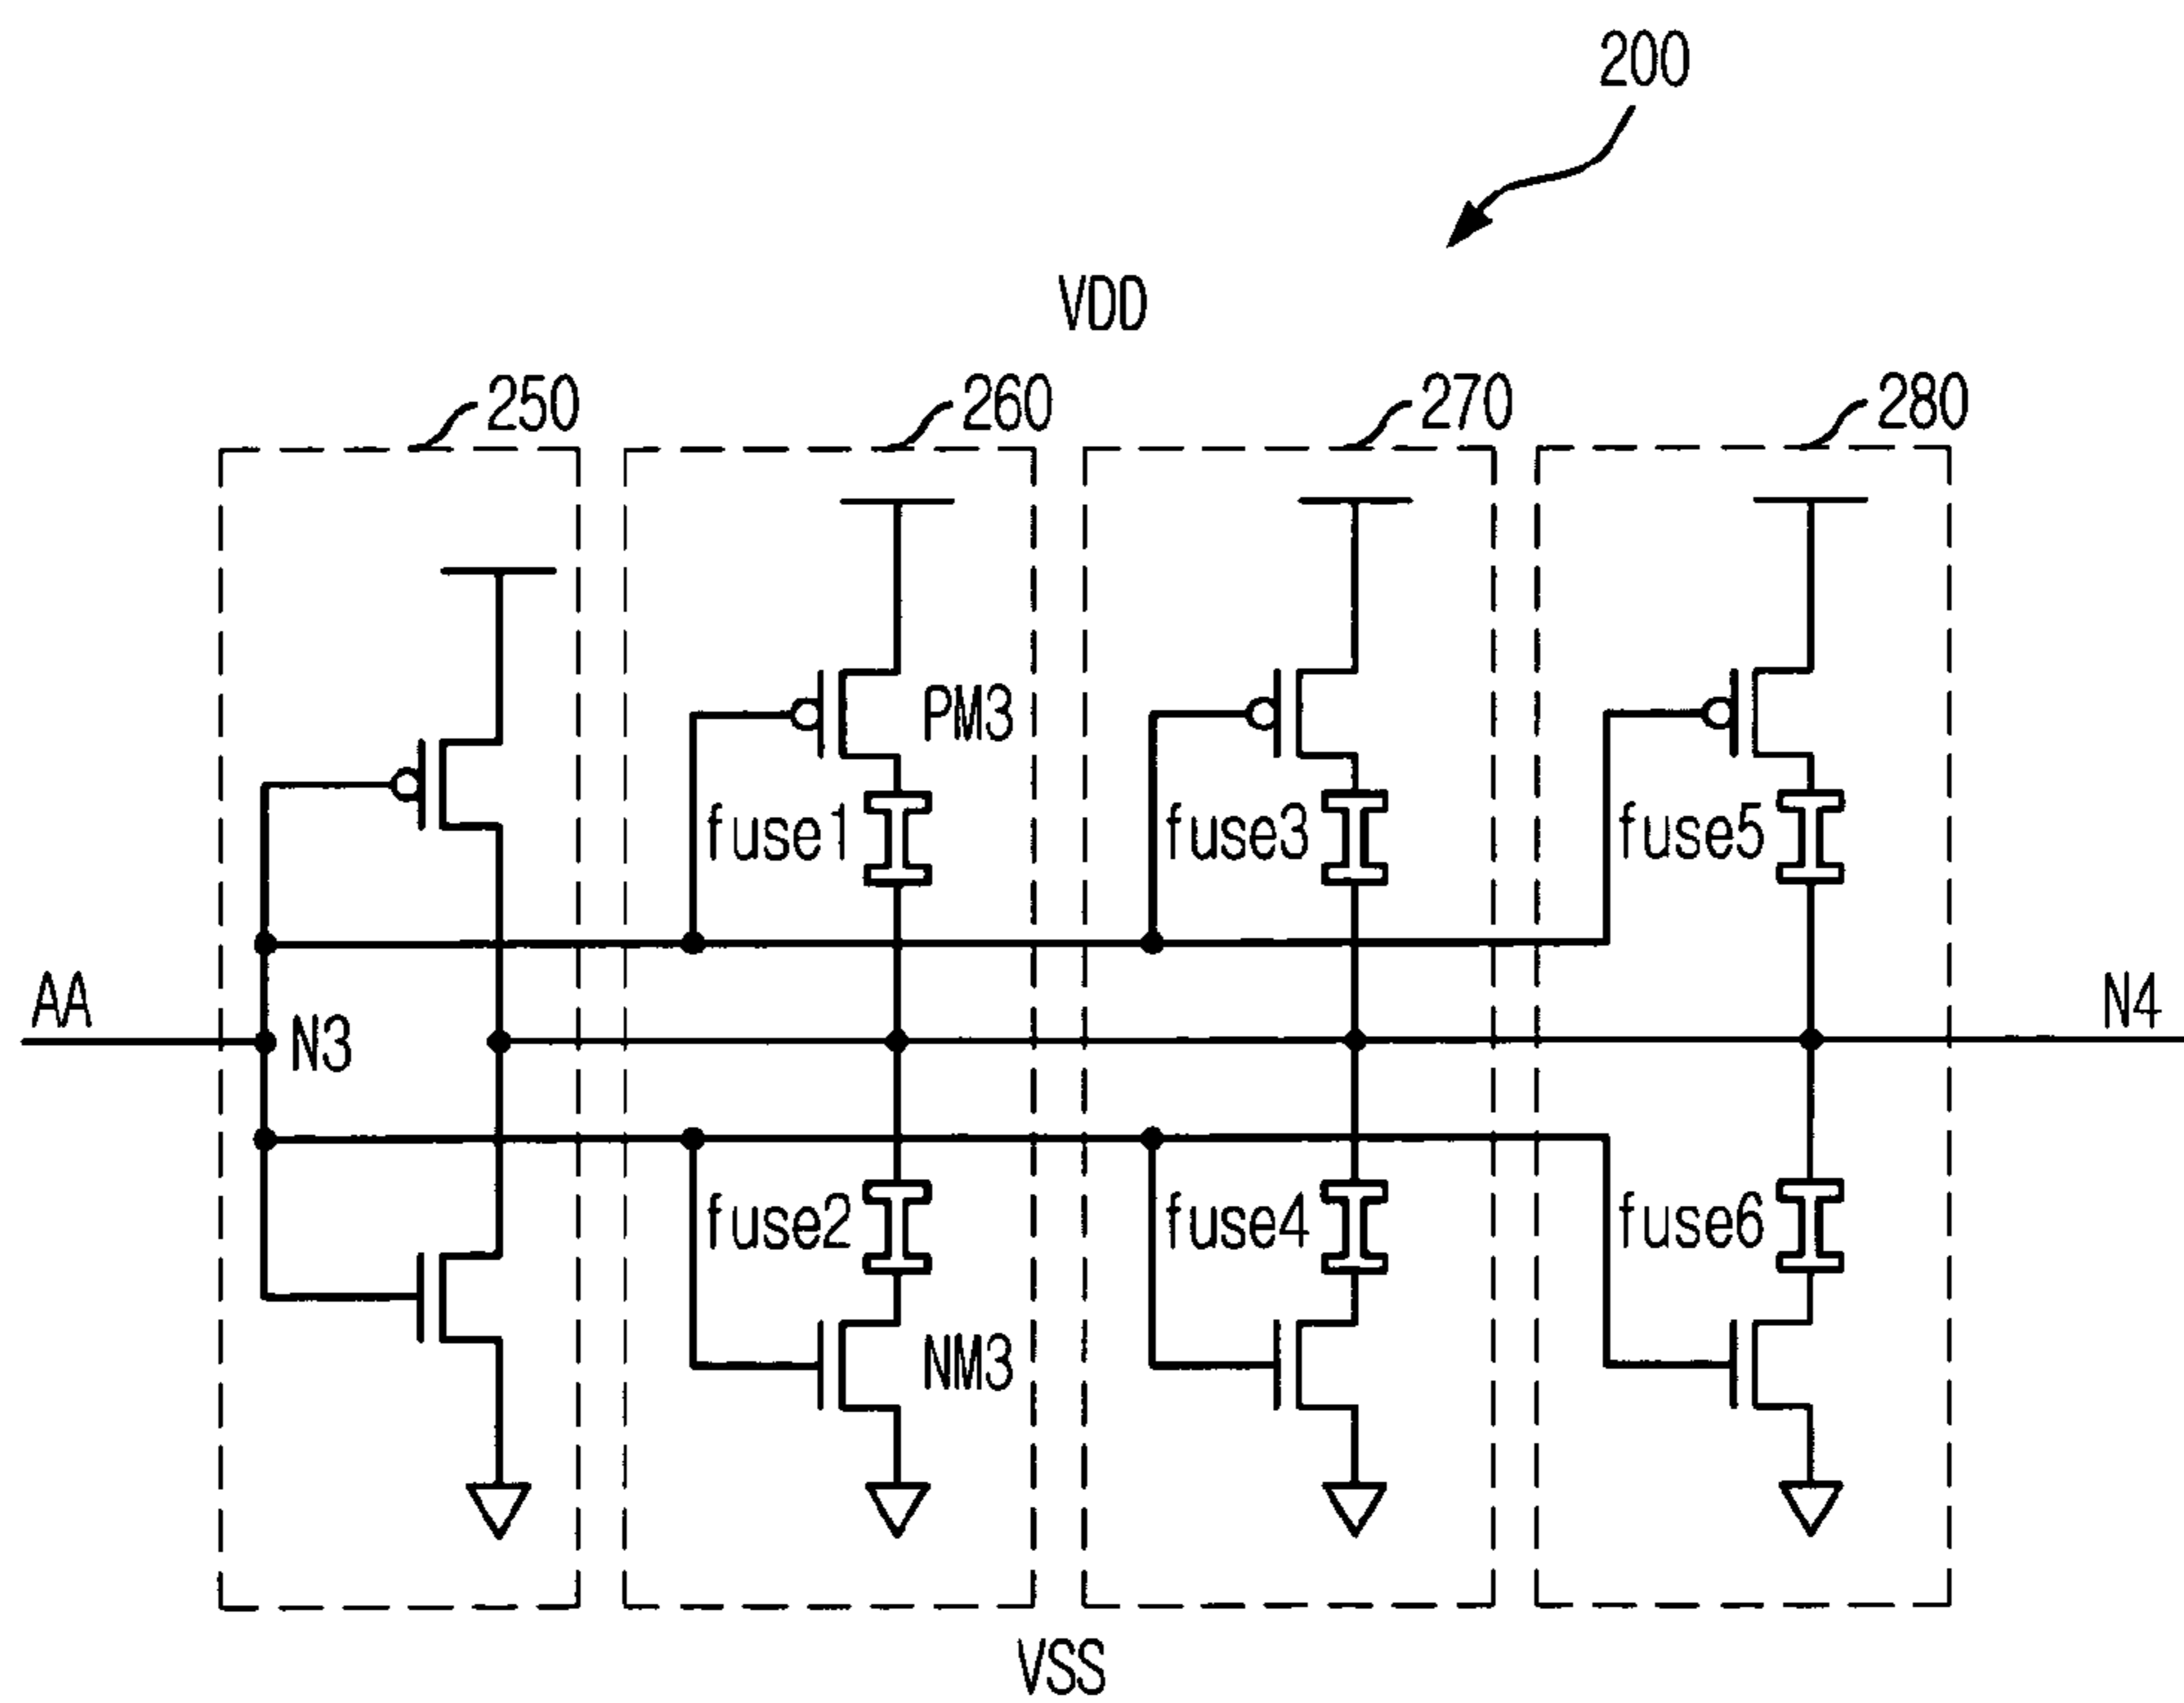 200
VDD
250
260
270
280
PM3
fuse1
fuse3
fuse5
AA
N3
N4
fuse2
fuse4
fuse6
NM3
VSS